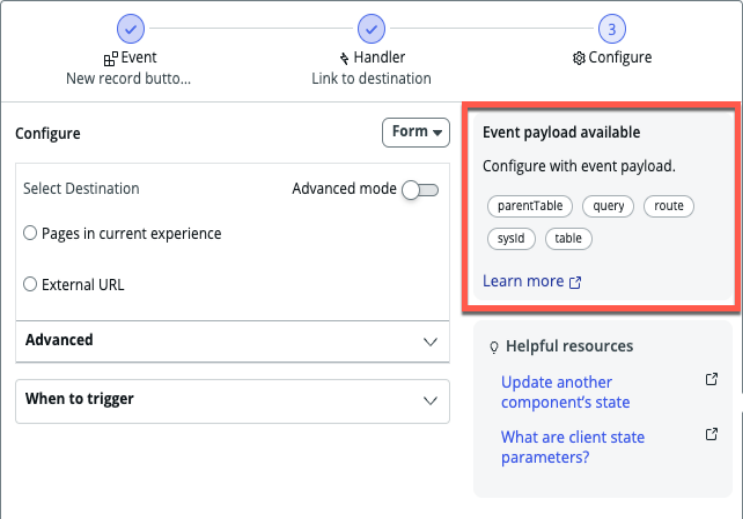 3
Event
New record butto...
Handler
Link to destination
Configure
Configure
Form
Select Destination
Advanced mode
Pages in current experience
External URL
Advanced
When to trigger
Event payload available
Configure with event payload.
parentTable query route
sysId table
Learn more
Helpful resources
Update another
component's state
What are client state
parameters?